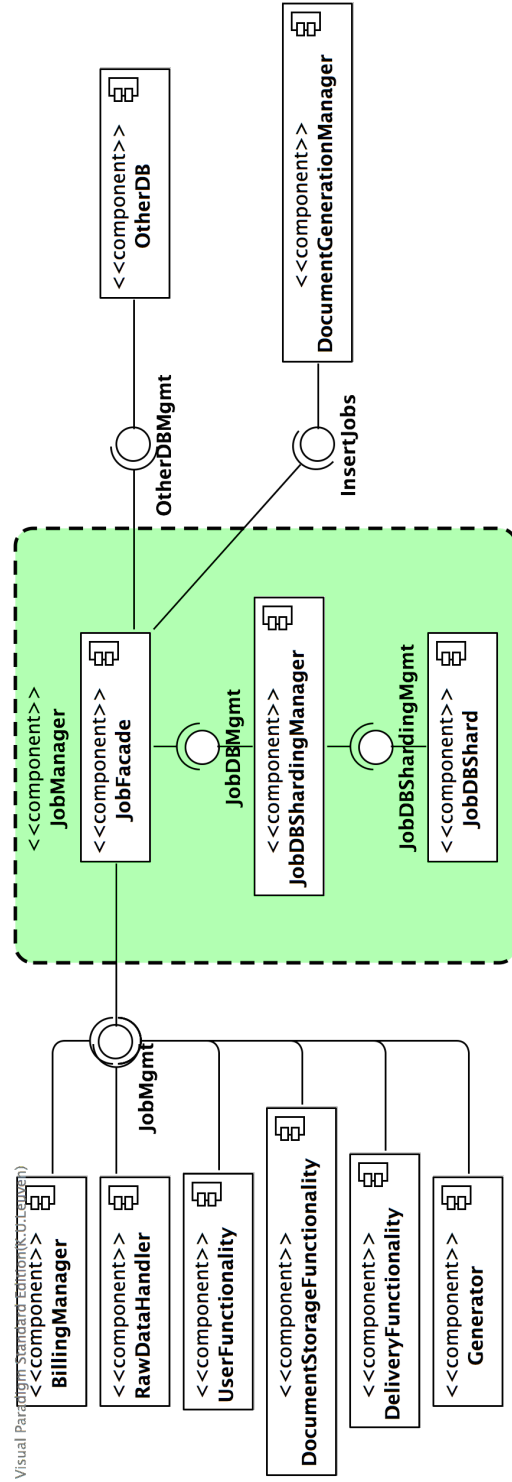 Visual Paradigm Standard Edition(K.U.Leuven)
<<component>>
BillingManager
<<component>>
RawDataHandler
<<component>>
UserFunctionality
<<component>>
DocumentStorageFunctionality
<<component>>
DeliveryFunctionality
<<component>>
Generator
JobMgmt
<<component>>
JobManager
<<component>>
JobFacade
JobDBMgmt
<<component>>
JobDBShardingManager
JobDBShardingMgmt
<<component>>
JobDBShard
OtherDBMgmt
InsertJobs
<<component>>
OtherDB
<<component>>
DocumentGenerationManager